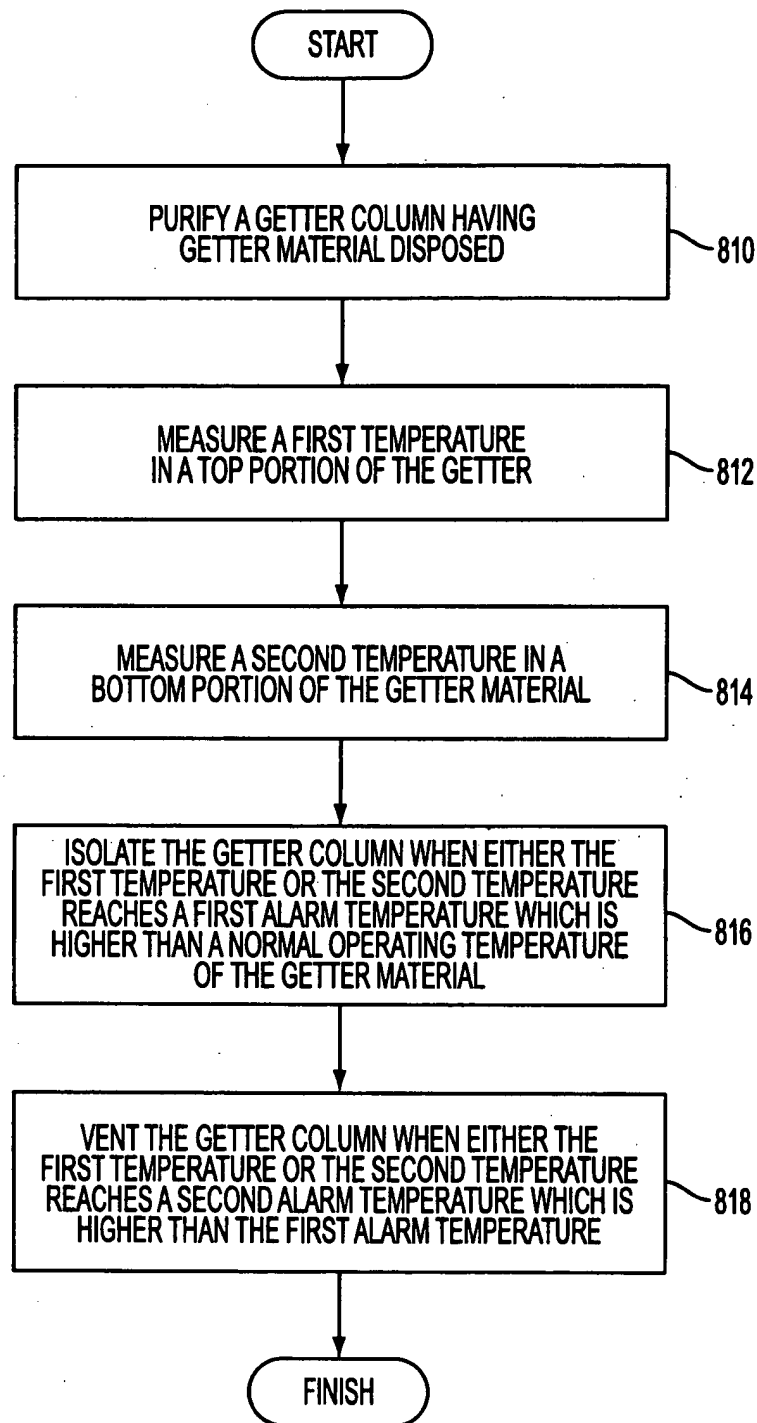 START
PURIFY A GETTER COLUMN HAVING
GETTER MATERIAL DISPOSED
810
MEASURE A FIRST TEMPERATURE
IN A TOP PORTION OF THE GETTER
812
MEASURE A SECOND TEMPERATURE IN A
BOTTOM PORTION OF THE GETTER MATERIAL
814
ISOLATE THE GETTER COLUMN WHEN EITHER THE
FIRST TEMPERATURE OR THE SECOND TEMPERATURE
REACHES A FIRST ALARM TEMPERATURE WHICH IS
HIGHER THAN A NORMAL OPERATING TEMPERATURE
OF THE GETTER MATERIAL
816
VENT THE GETTER COLUMN WHEN EITHER THE
FIRST TEMPERATURE OR THE SECOND TEMPERATURE
REACHES A SECOND ALARM TEMPERATURE WHICH IS
HIGHER THAN THE FIRST ALARM TEMPERATURE
818
FINISH